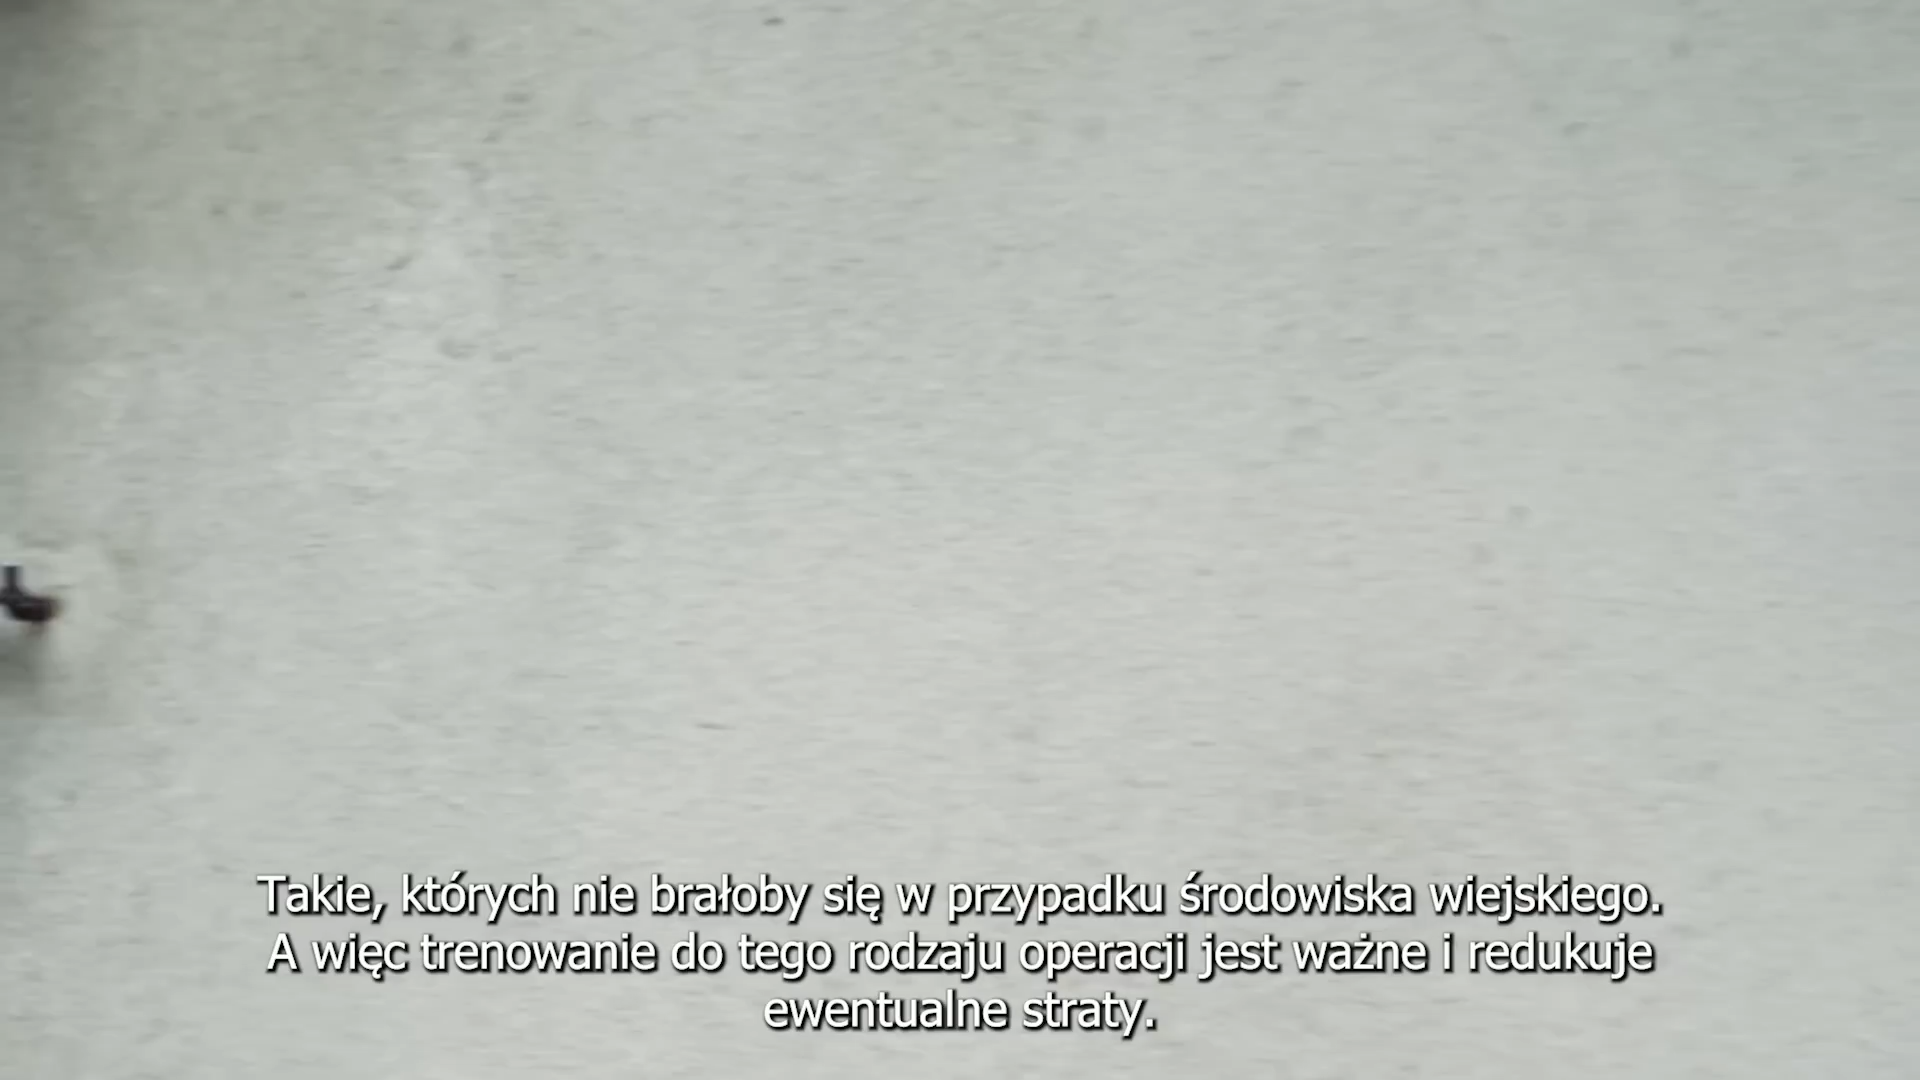 Takie, których nie brałoby się w przypadku środowiska wiejskiego.
A więc trenowanie do tego rodzaju operacji jest ważne i redukuje
ewentualne straty.